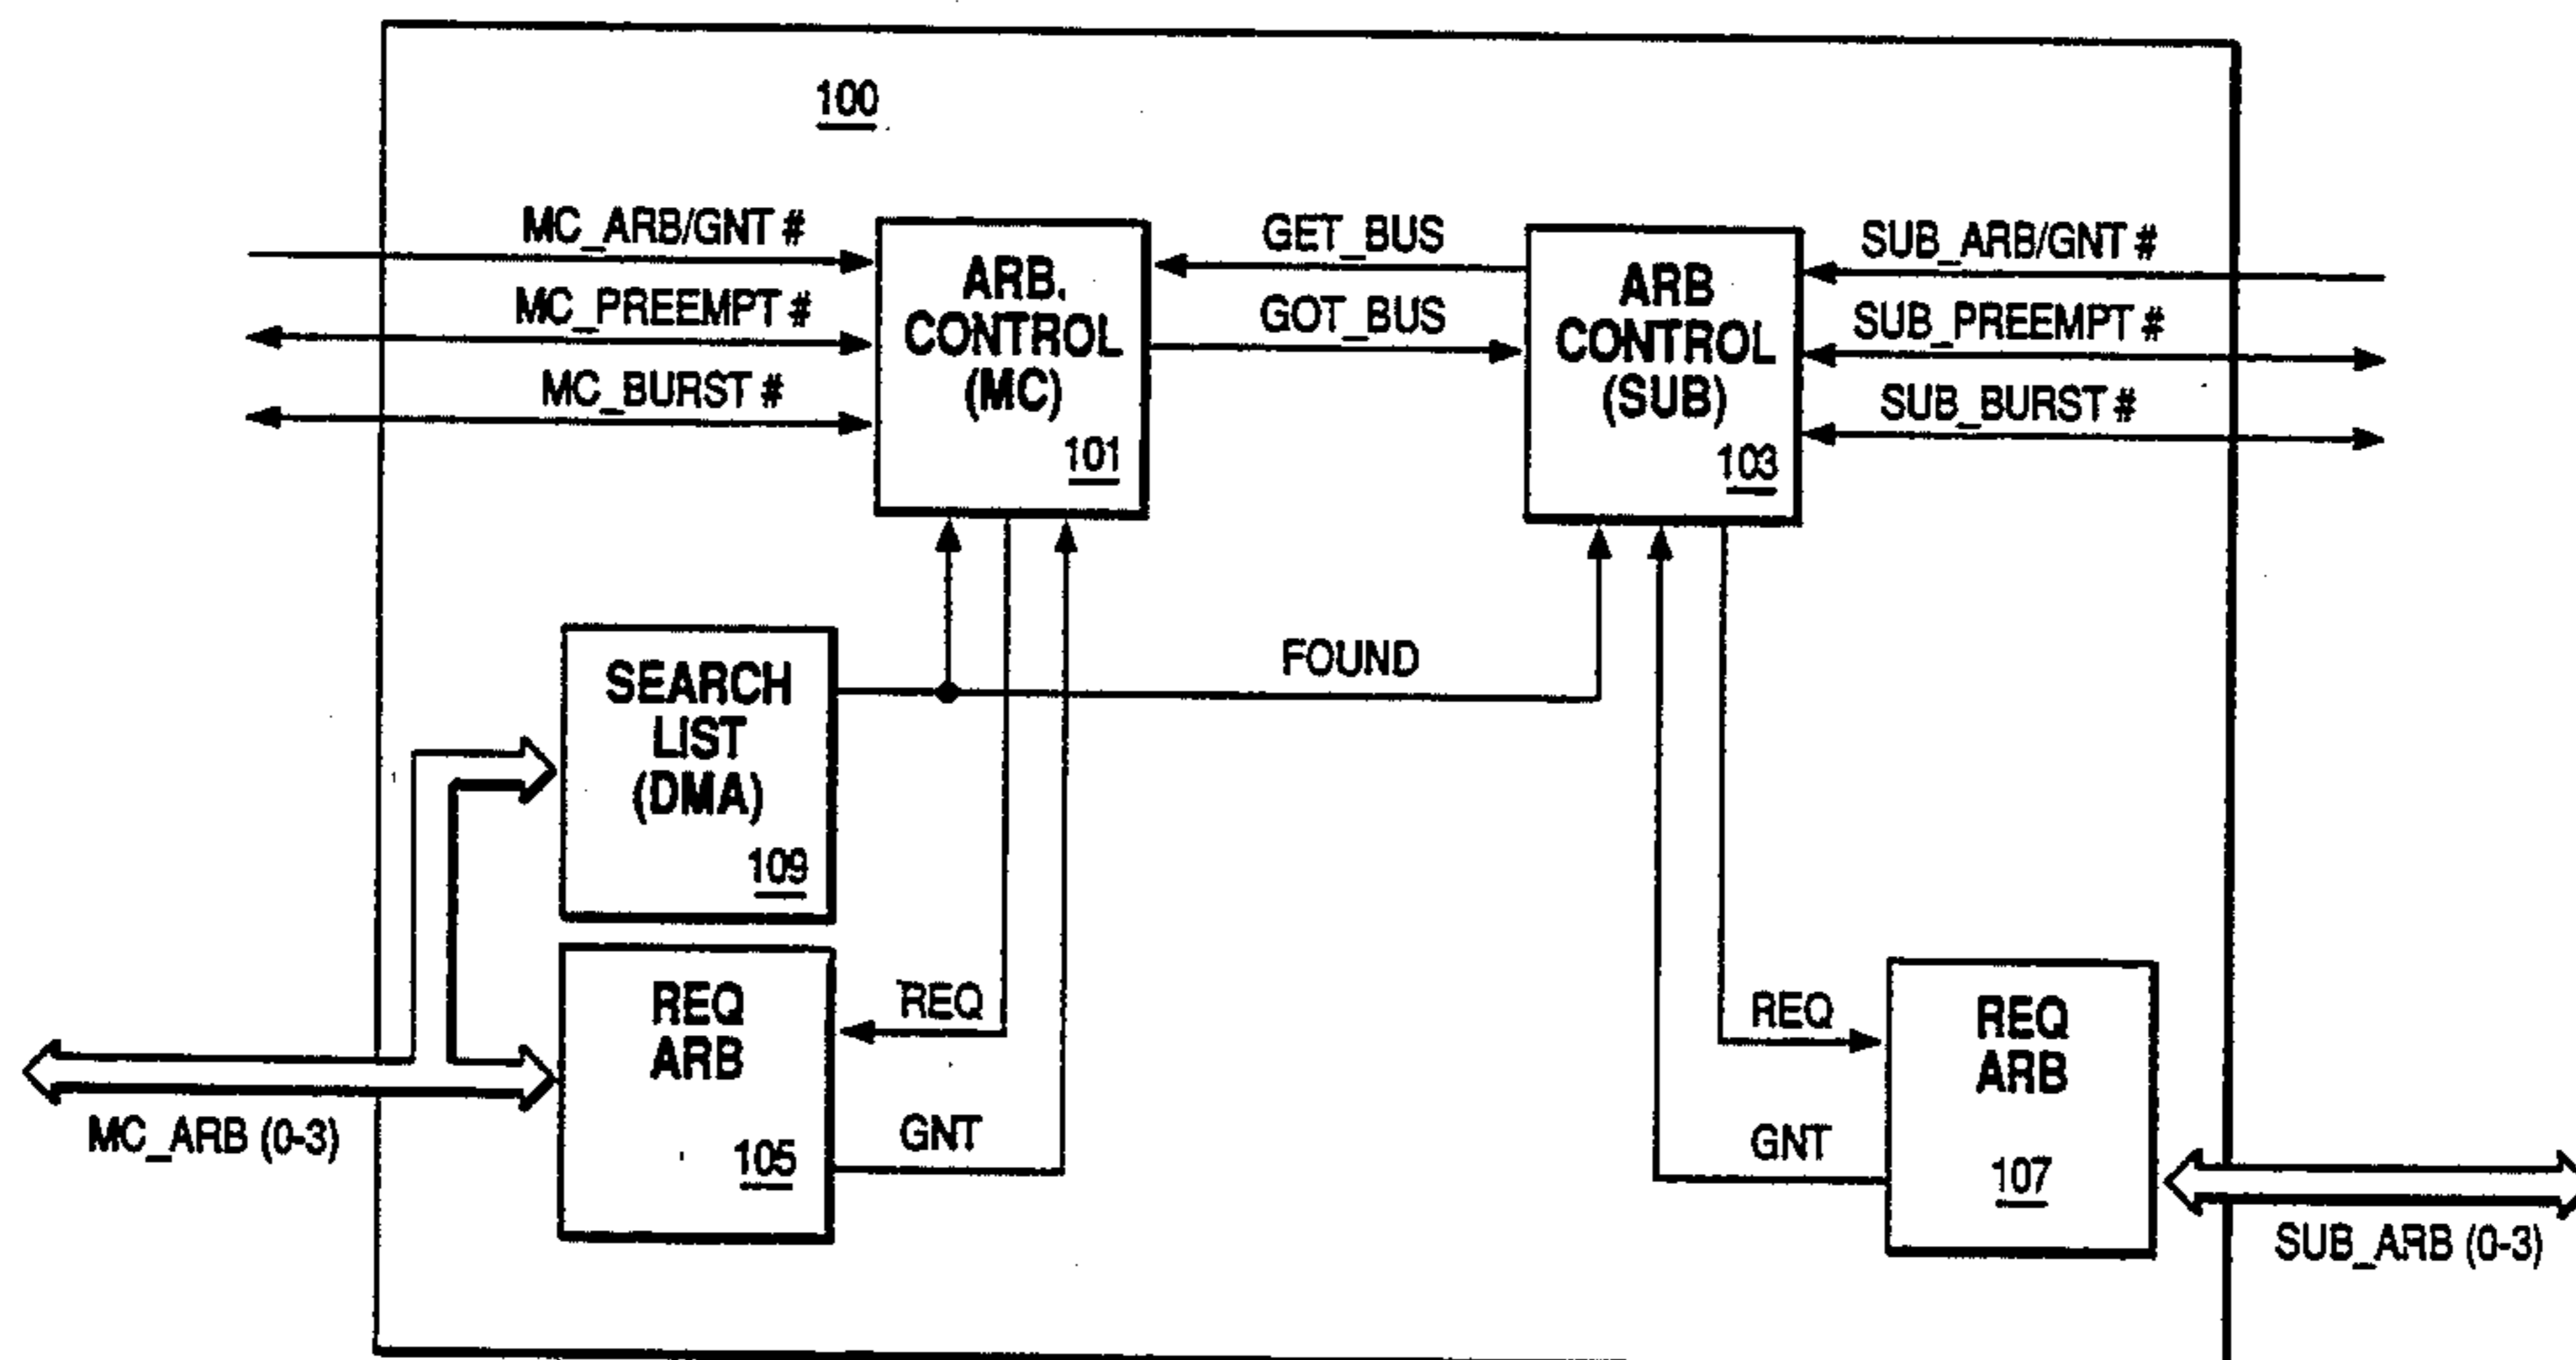 100
MC_ARB/GNT #
MC_PREEMPT #
MC_BURST #
ARB.
CONTROL
(MC)
101
GET_BUS
GOT_BUS
ARB
CONTROL
(SUB)
103
SUB_ARB/GNT #
SUB_PREEMPT #
SUB_BURST #
SEARCH
LIST
(DMA)
109
FOUND
REQ
ARB
105
REQ
GNT
REQ
GNT
REQ
ARB
107
MC_ARB (0-3)
SUB_ARB (0-3)